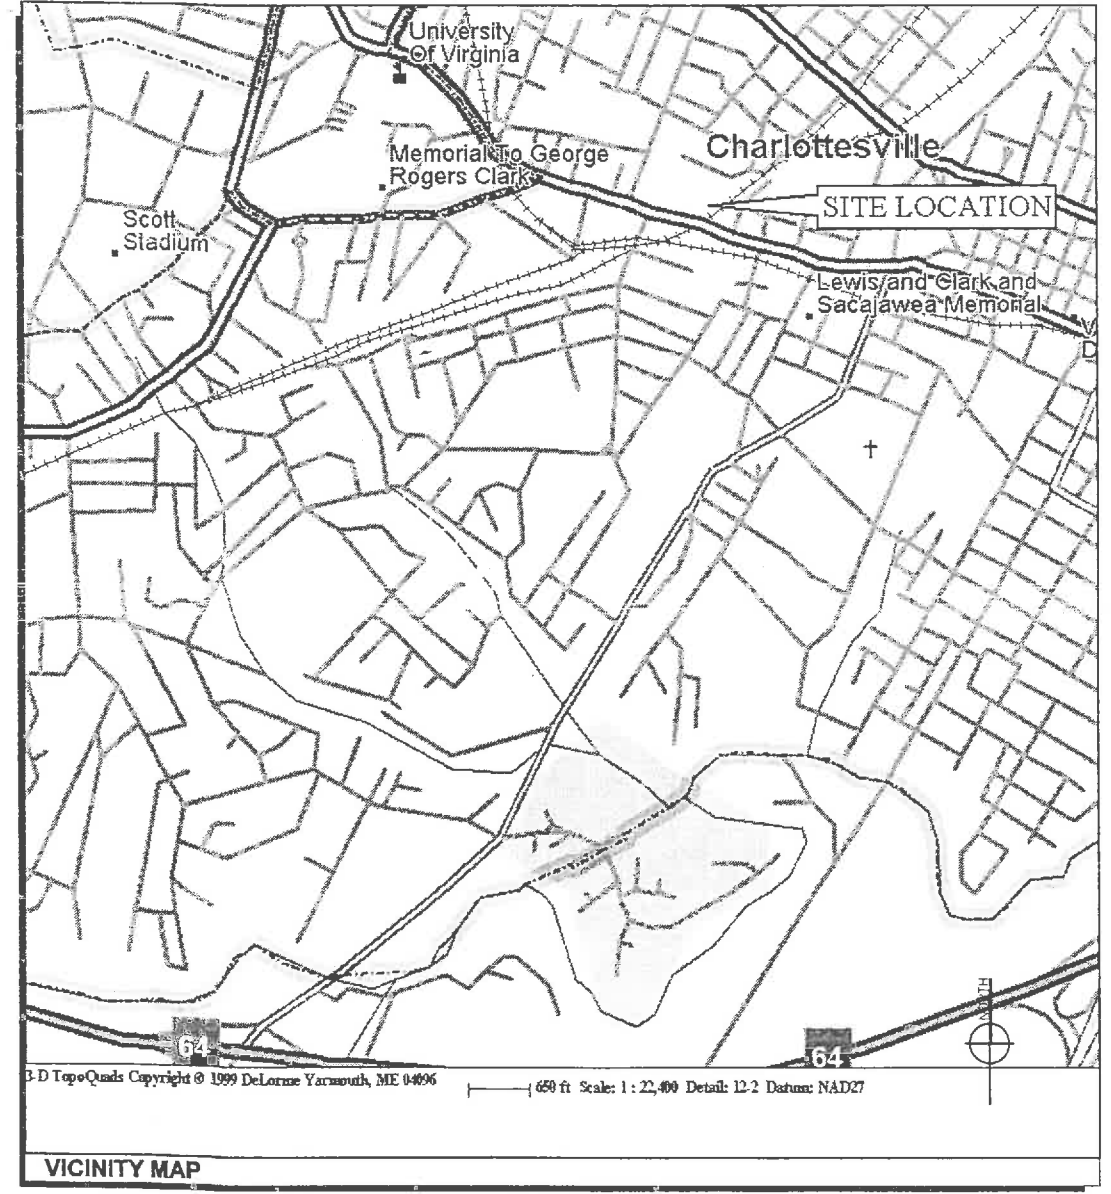 University
Of Virginia
Memorial To George
Rogers Clark
Charlottesville
SITE LOCATION
Scott
Stadium
Lewis and Clark and
Sacajawea Memorial
V
D
64
64
NORTH
3-D TopoQuads Copyright © 1999 DeLorme Yarmouth, ME 04096
650 ft Scale: 1 : 22,400 Detail: 12-2 Datum: NAD27
VICINITY MAP